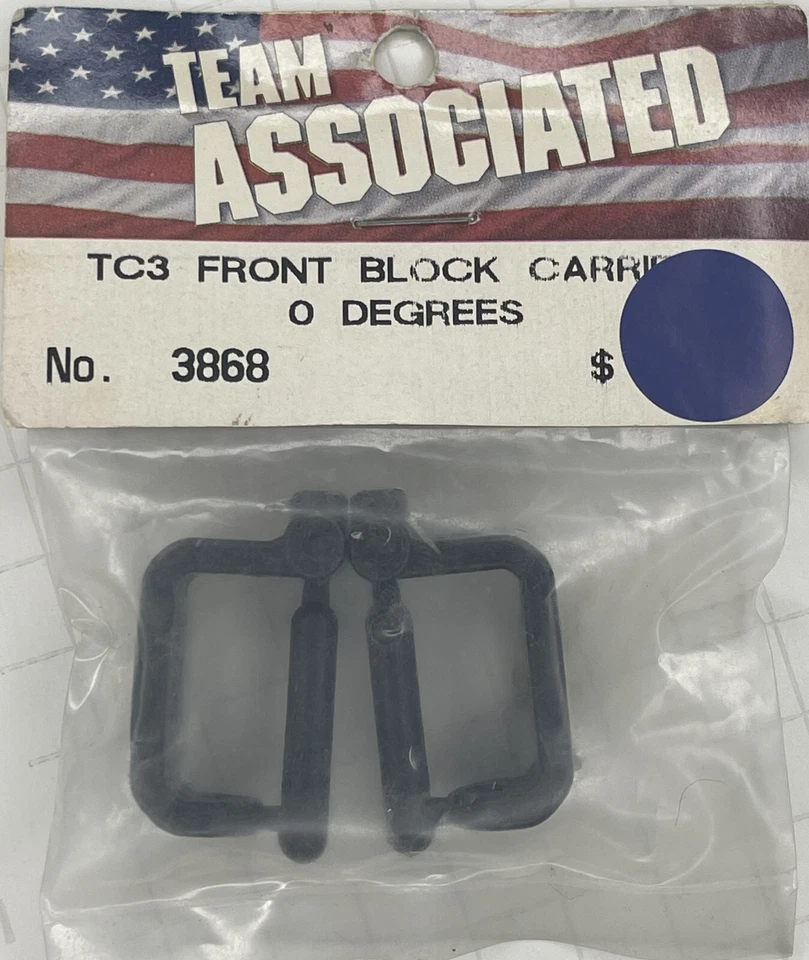 TEAM
ASSOCIATED
TC3 FRONT BLOCK
0 DEGREES
No. 3868 $